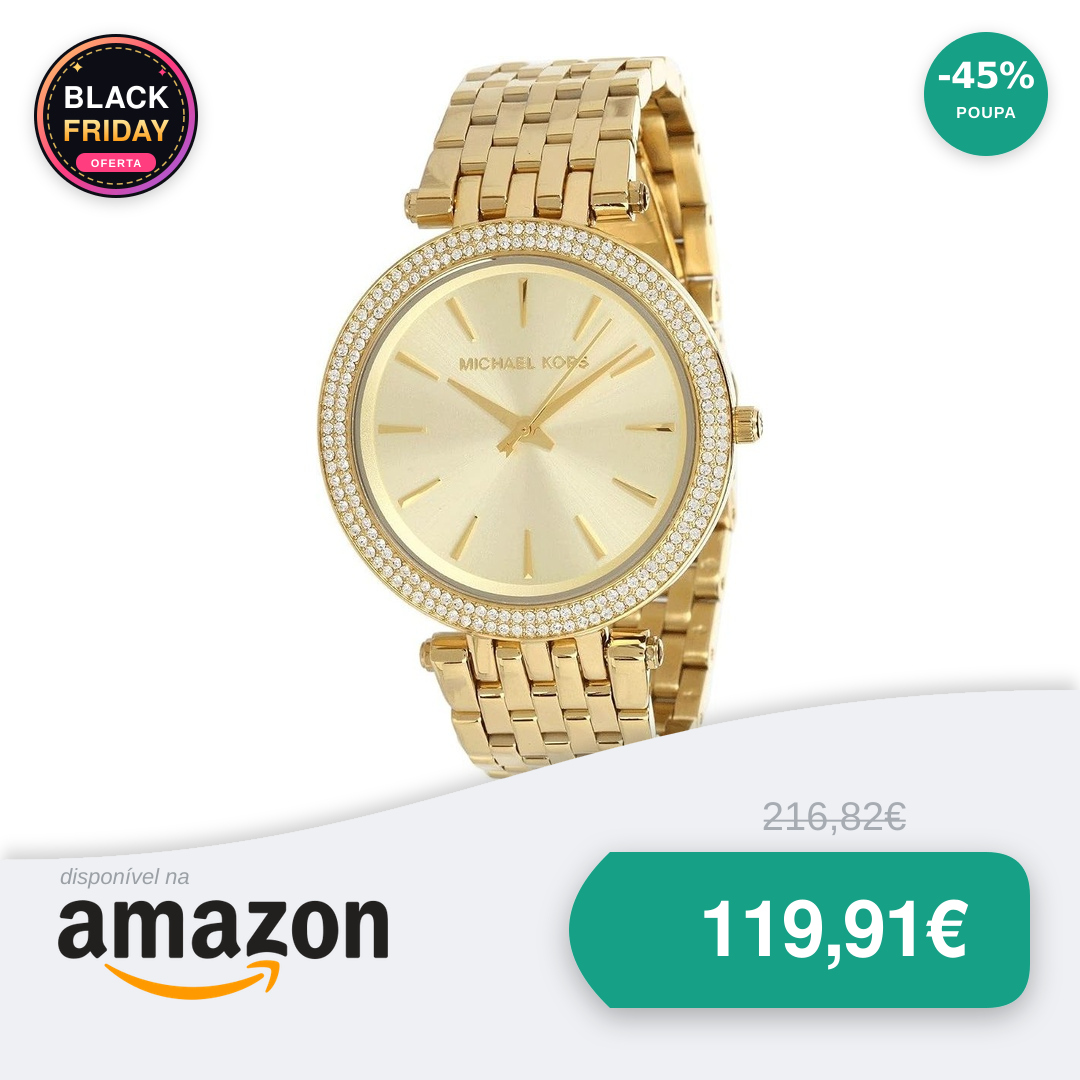 BLACK
FRIDAY
OFERTA
-45%
POUPA
MICHAEL KORS
216,82€
disponível na
amazon
119,91€